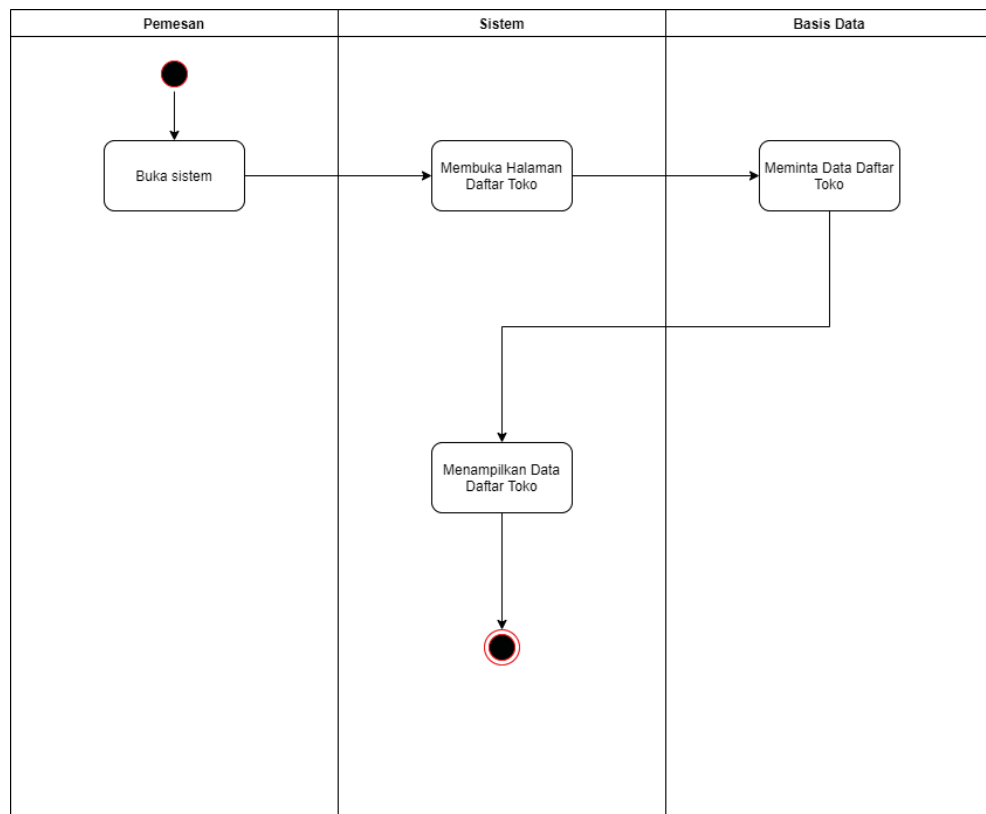 Pemesan
Sistem
Basis Data
Buka sistem
Membuka Halaman
Daftar Toko
Meminta Data Daftar
Toko
Menampilkan Data
Daftar Toko